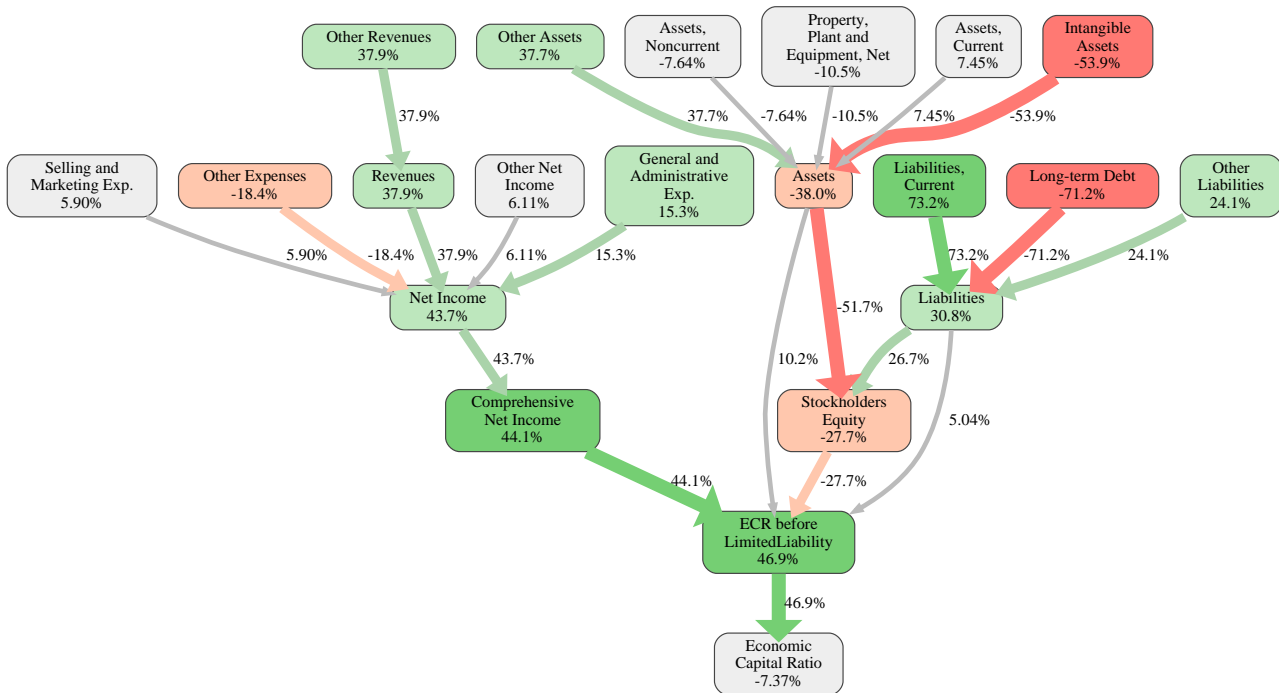 Other Revenues
37.9%
Other Assets
37.7%
Assets,
Noncurrent
-7.64%
Property,
Plant and
Equipment, Net
-10.5%
Assets,
Current
7.45%
Intangible
Assets
-53.9%
37.9%
37.7%
-7.64%
-10.5%
7.45%
-53.9%
Selling and
Marketing Exp.
5.90%
Other Expenses
-18.4%
Revenues
37.9%
Other Net
Income
6.11%
General and
Administrative
Exp.
15.3%
Assets
-38.0%
Liabilities,
Current
73.2%
Long-term Debt
-71.2%
Other
Liabilities
24.1%
5.90%
-18.4%
37.9%
6.11%
15.3%
73.2%
-71.2%
24.1%
Net Income
43.7%
Liabilities
30.8%
-51.7%
43.7%
10.2%
26.7%
Comprehensive
Net Income
44.1%
Stockholders
Equity
-27.7%
5.04%
44.1%
-27.7%
ECR before
LimitedLiability
46.9%
46.9%
Economic
Capital Ratio
-7.37%